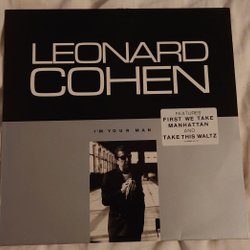 LEONARD
COHEN
I'M YOUR MAN
FEATURES
FIRST WE TAKE
MANHATTAN
AND
TAKE THIS WALTZ